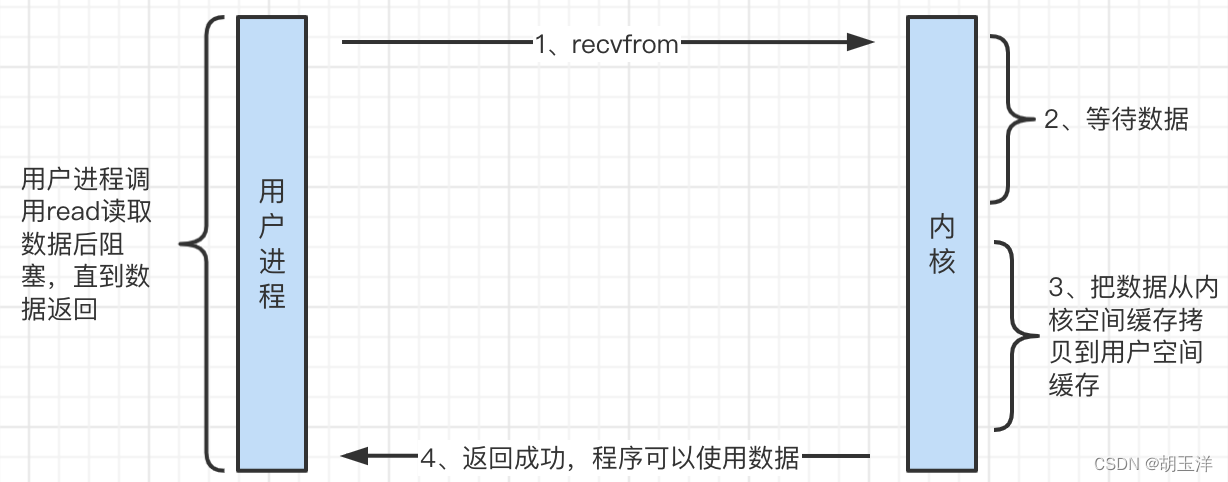 1、recvfrom
2、等待数据
用户进程调
用read读取
数据后阻
塞，直到数
据返回
用
户
进
程
内
核
3、把数据从内
核空间缓存拷
贝到用户空间
缓存
4、返回成功，程序可以使用数据
CSDN @胡玉洋